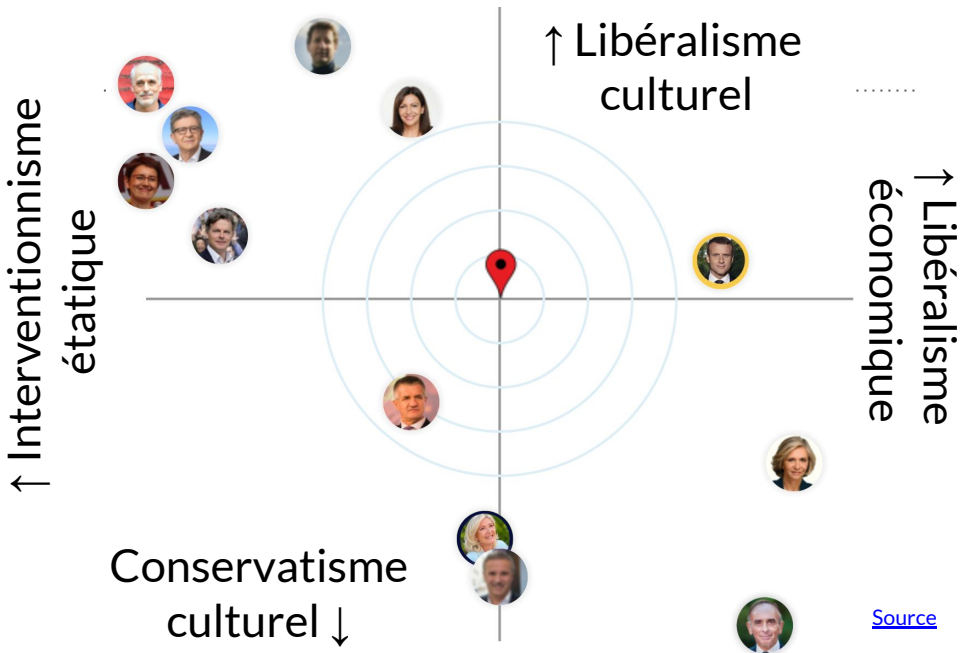 ↑ Libéralisme
culturel
↑ Interventionnisme
étatique
↑ Libéralisme
économique
Conservatisme
culturel ↓
Source